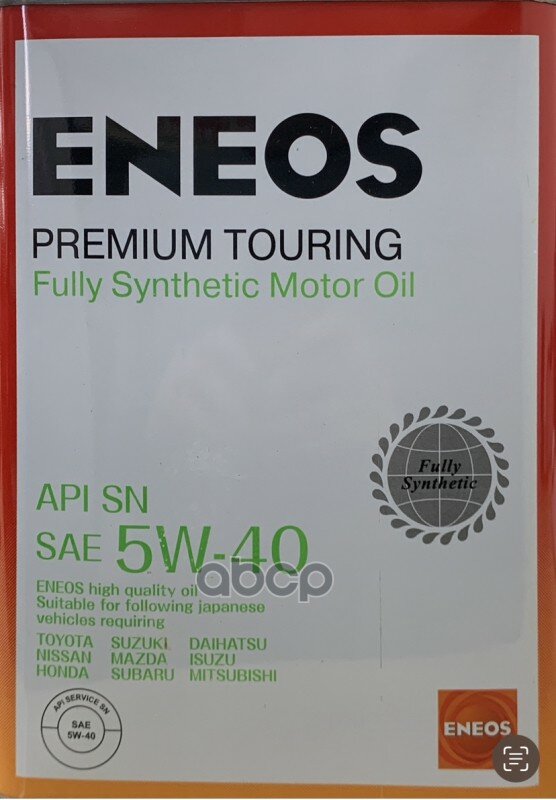 ENEOS
PREMIUM TOURING
Fully Synthetic Motor Oil
Fully
Synthetic
API SN
SAE 5W-40
abcp
ENEOS high quality oil
Suitable for following japanese
vehicles requiring
TOYOTA SUZUKI DAIHATSU
NISSAN MAZDA ISUZU
HONDA SUBARU MITSUBISHI
API SERVICE SN
SAE
5W-40
ENEOS